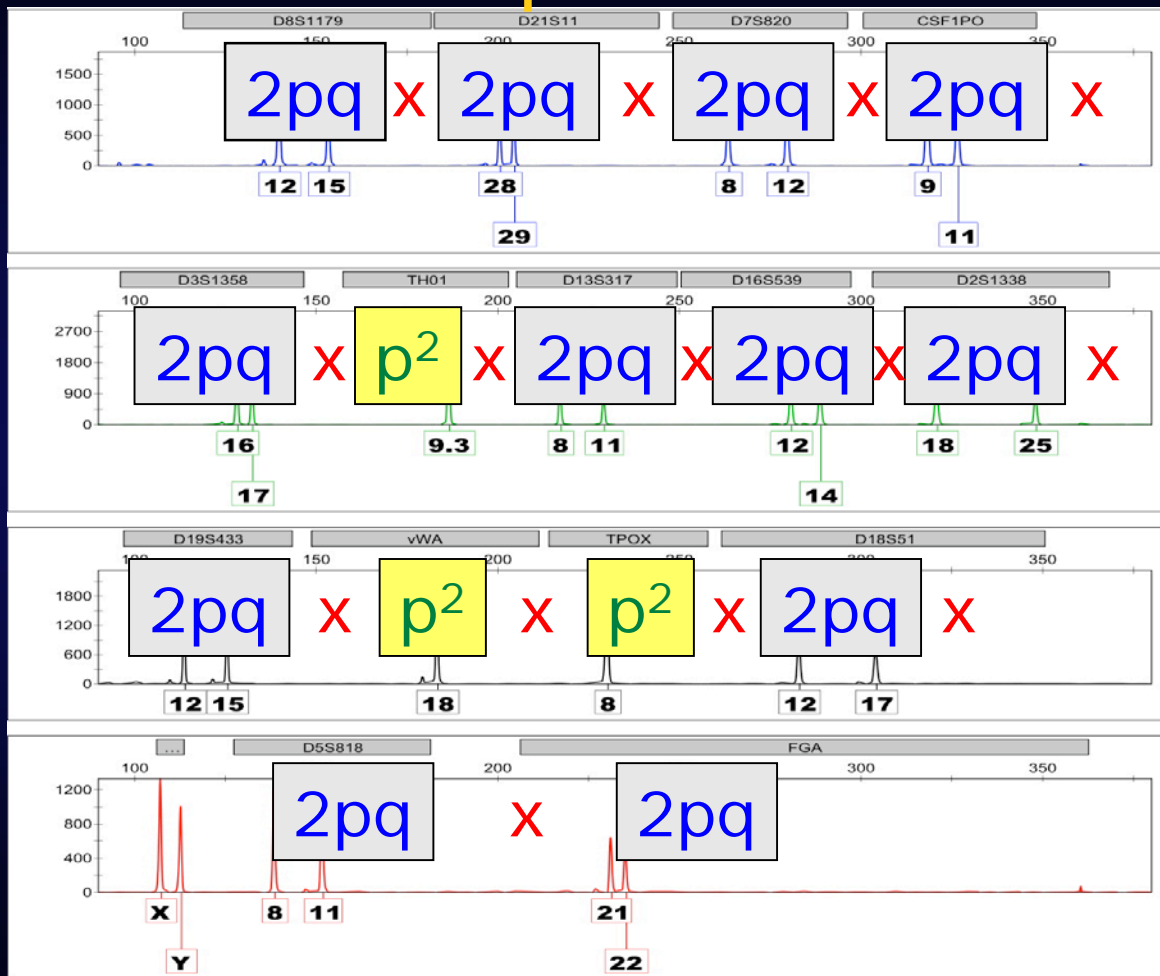 D8S1179 D21S11 D7S820 CSF1PO
100 150 200 250 300 350
1500
1000
500
0
2pq x 2pq x 2pq x 2pq x
12 15 28 8 12 9
29 11
D3S1358 TH01 D13S317 D16S539 D2S1338
100 150 200 250 300 350
2700
1800
900
0
2pq x p² x 2pq x 2pq x 2pq x
16 9.3 8 11 12 18 25
17 14
D19S433 vWA TPOX D18S51
100 150 200 250 300 350
1800
1200
600
0
2pq x p² x p² x 2pq x
12 15 18 8 12 17
... D5S818 FGA
100 200 300 350
1200
800
400
0
2pq x 2pq
X 8 11 21
Y 22